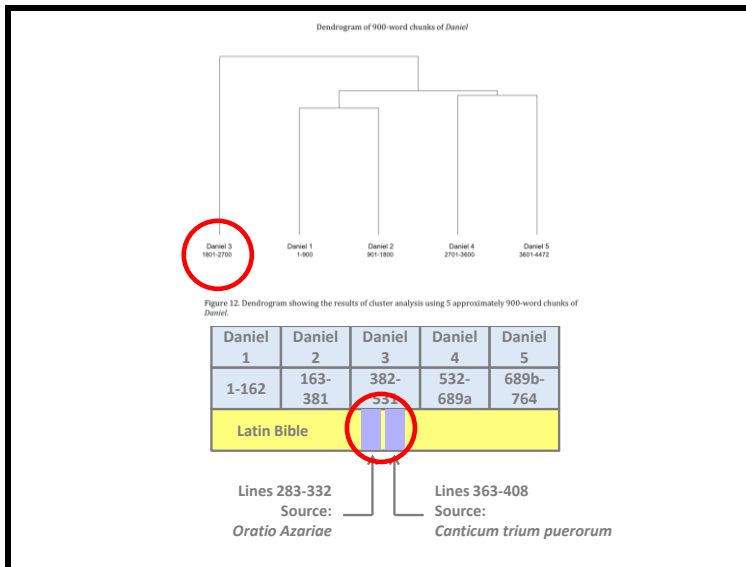 Dendrogram of 900-word chunks of Daniel
Daniel 3 Daniel 1 Daniel 2 Daniel 4 Daniel 5
1801-2700 1-900 901-1800 2701-3600 3601-4472
Figure 12. Dendrogram showing the results of cluster analysis using 5 approximately 900-word chunks of
Daniel.
Daniel Daniel Daniel Daniel Daniel
1 2 3 4 5
1-162 163-381 382-531 532-689a 689b-764
Latin Bible
Lines 283-332
Source:
Oratio Azariae
Lines 363-408
Source:
Canticum trium puerorum